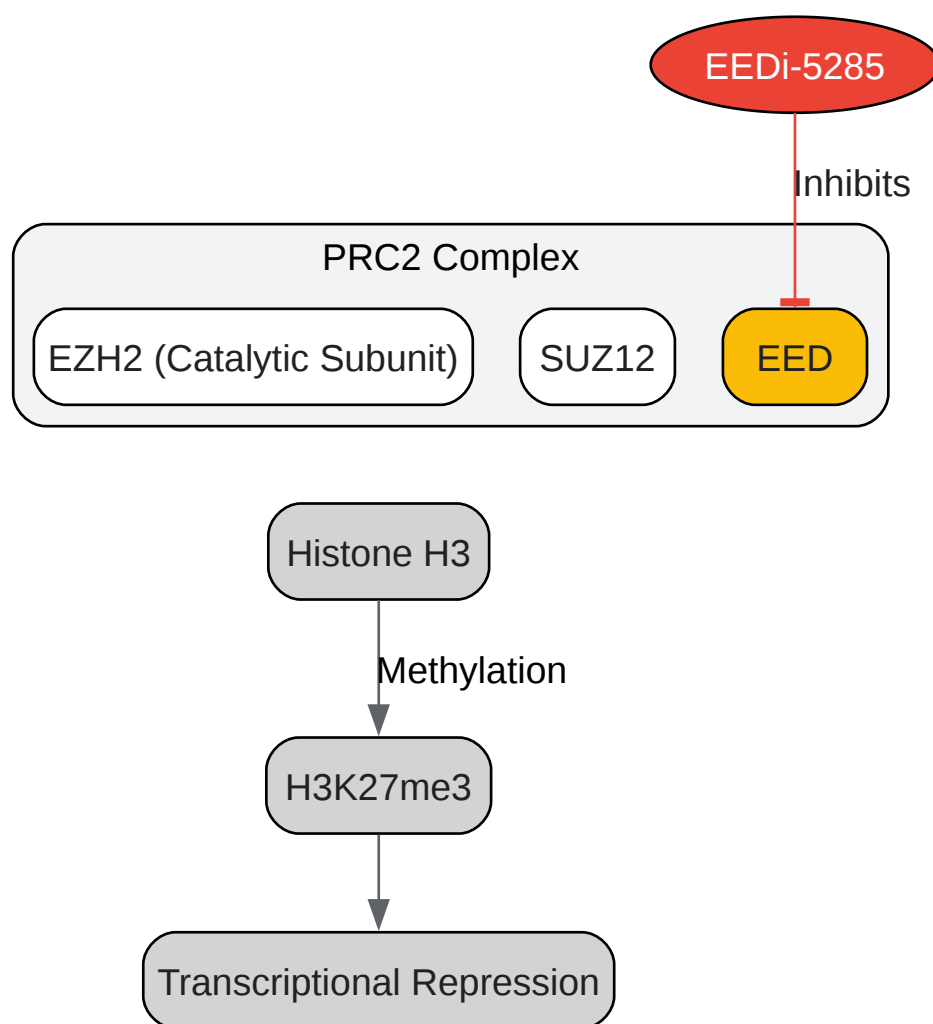 EEDi-5285
Inhibits
PRC2 Complex
EZH2 (Catalytic Subunit)
SUZ12
EED
Histone H3
Methylation
H3K27me3
Transcriptional Repression